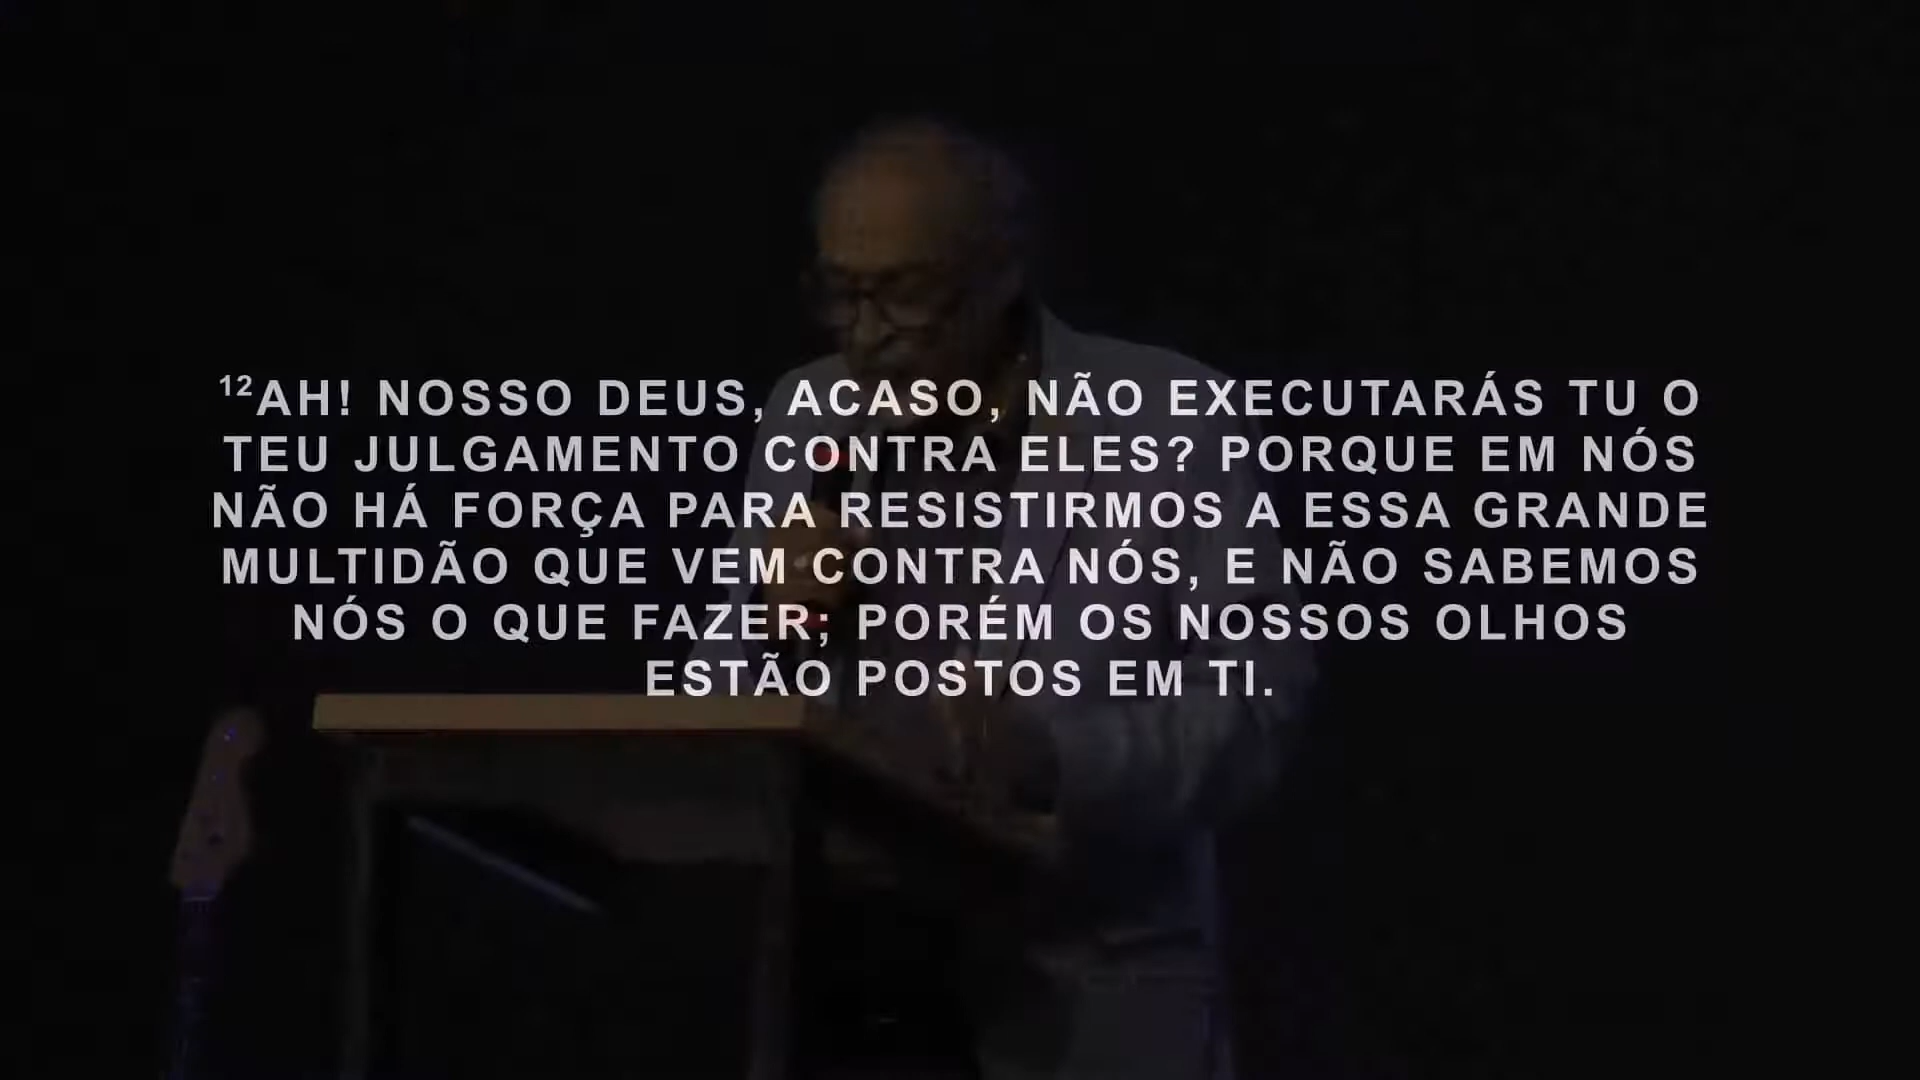 ¹²AH! NOSSO DEUS, ACASO, NÃO EXECUTARÁS TU O
TEU JULGAMENTO CONTRA ELES? PORQUE EM NÓS
NÃO HÁ FORÇA PARA RESISTIRMOS A ESSA GRANDE
MULTIDÃO QUE VEM CONTRA NÓS, E NÃO SABEMOS
NÓS O QUE FAZER; PORÉM OS NOSSOS OLHOS
ESTÃO POSTOS EM TI.